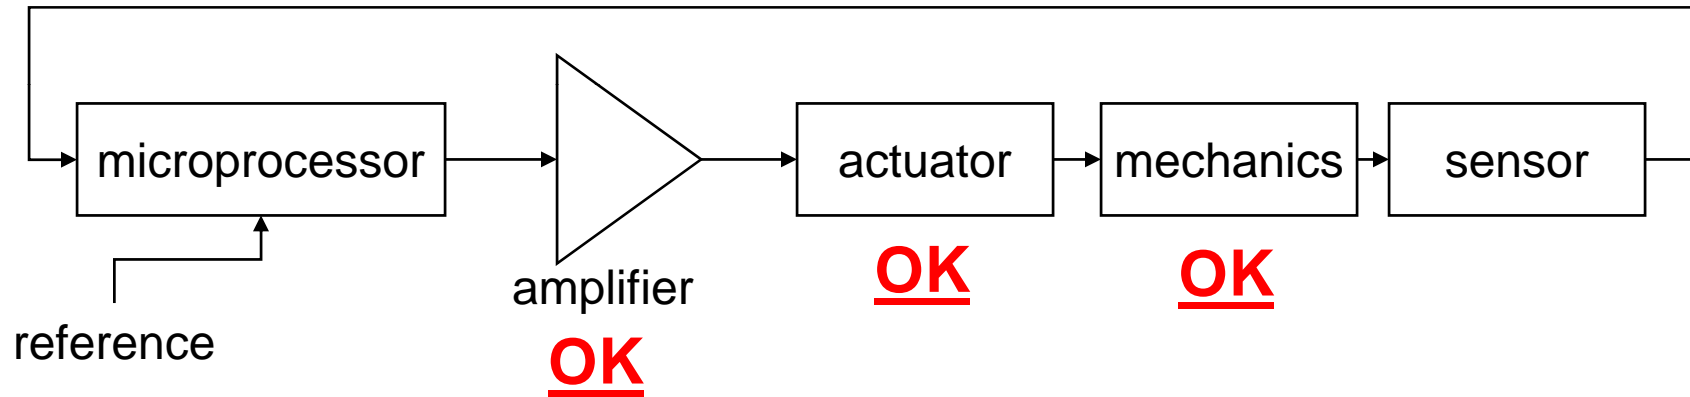 microprocessor
actuator
mechanics
sensor
amplifier
reference
OK
OK
OK